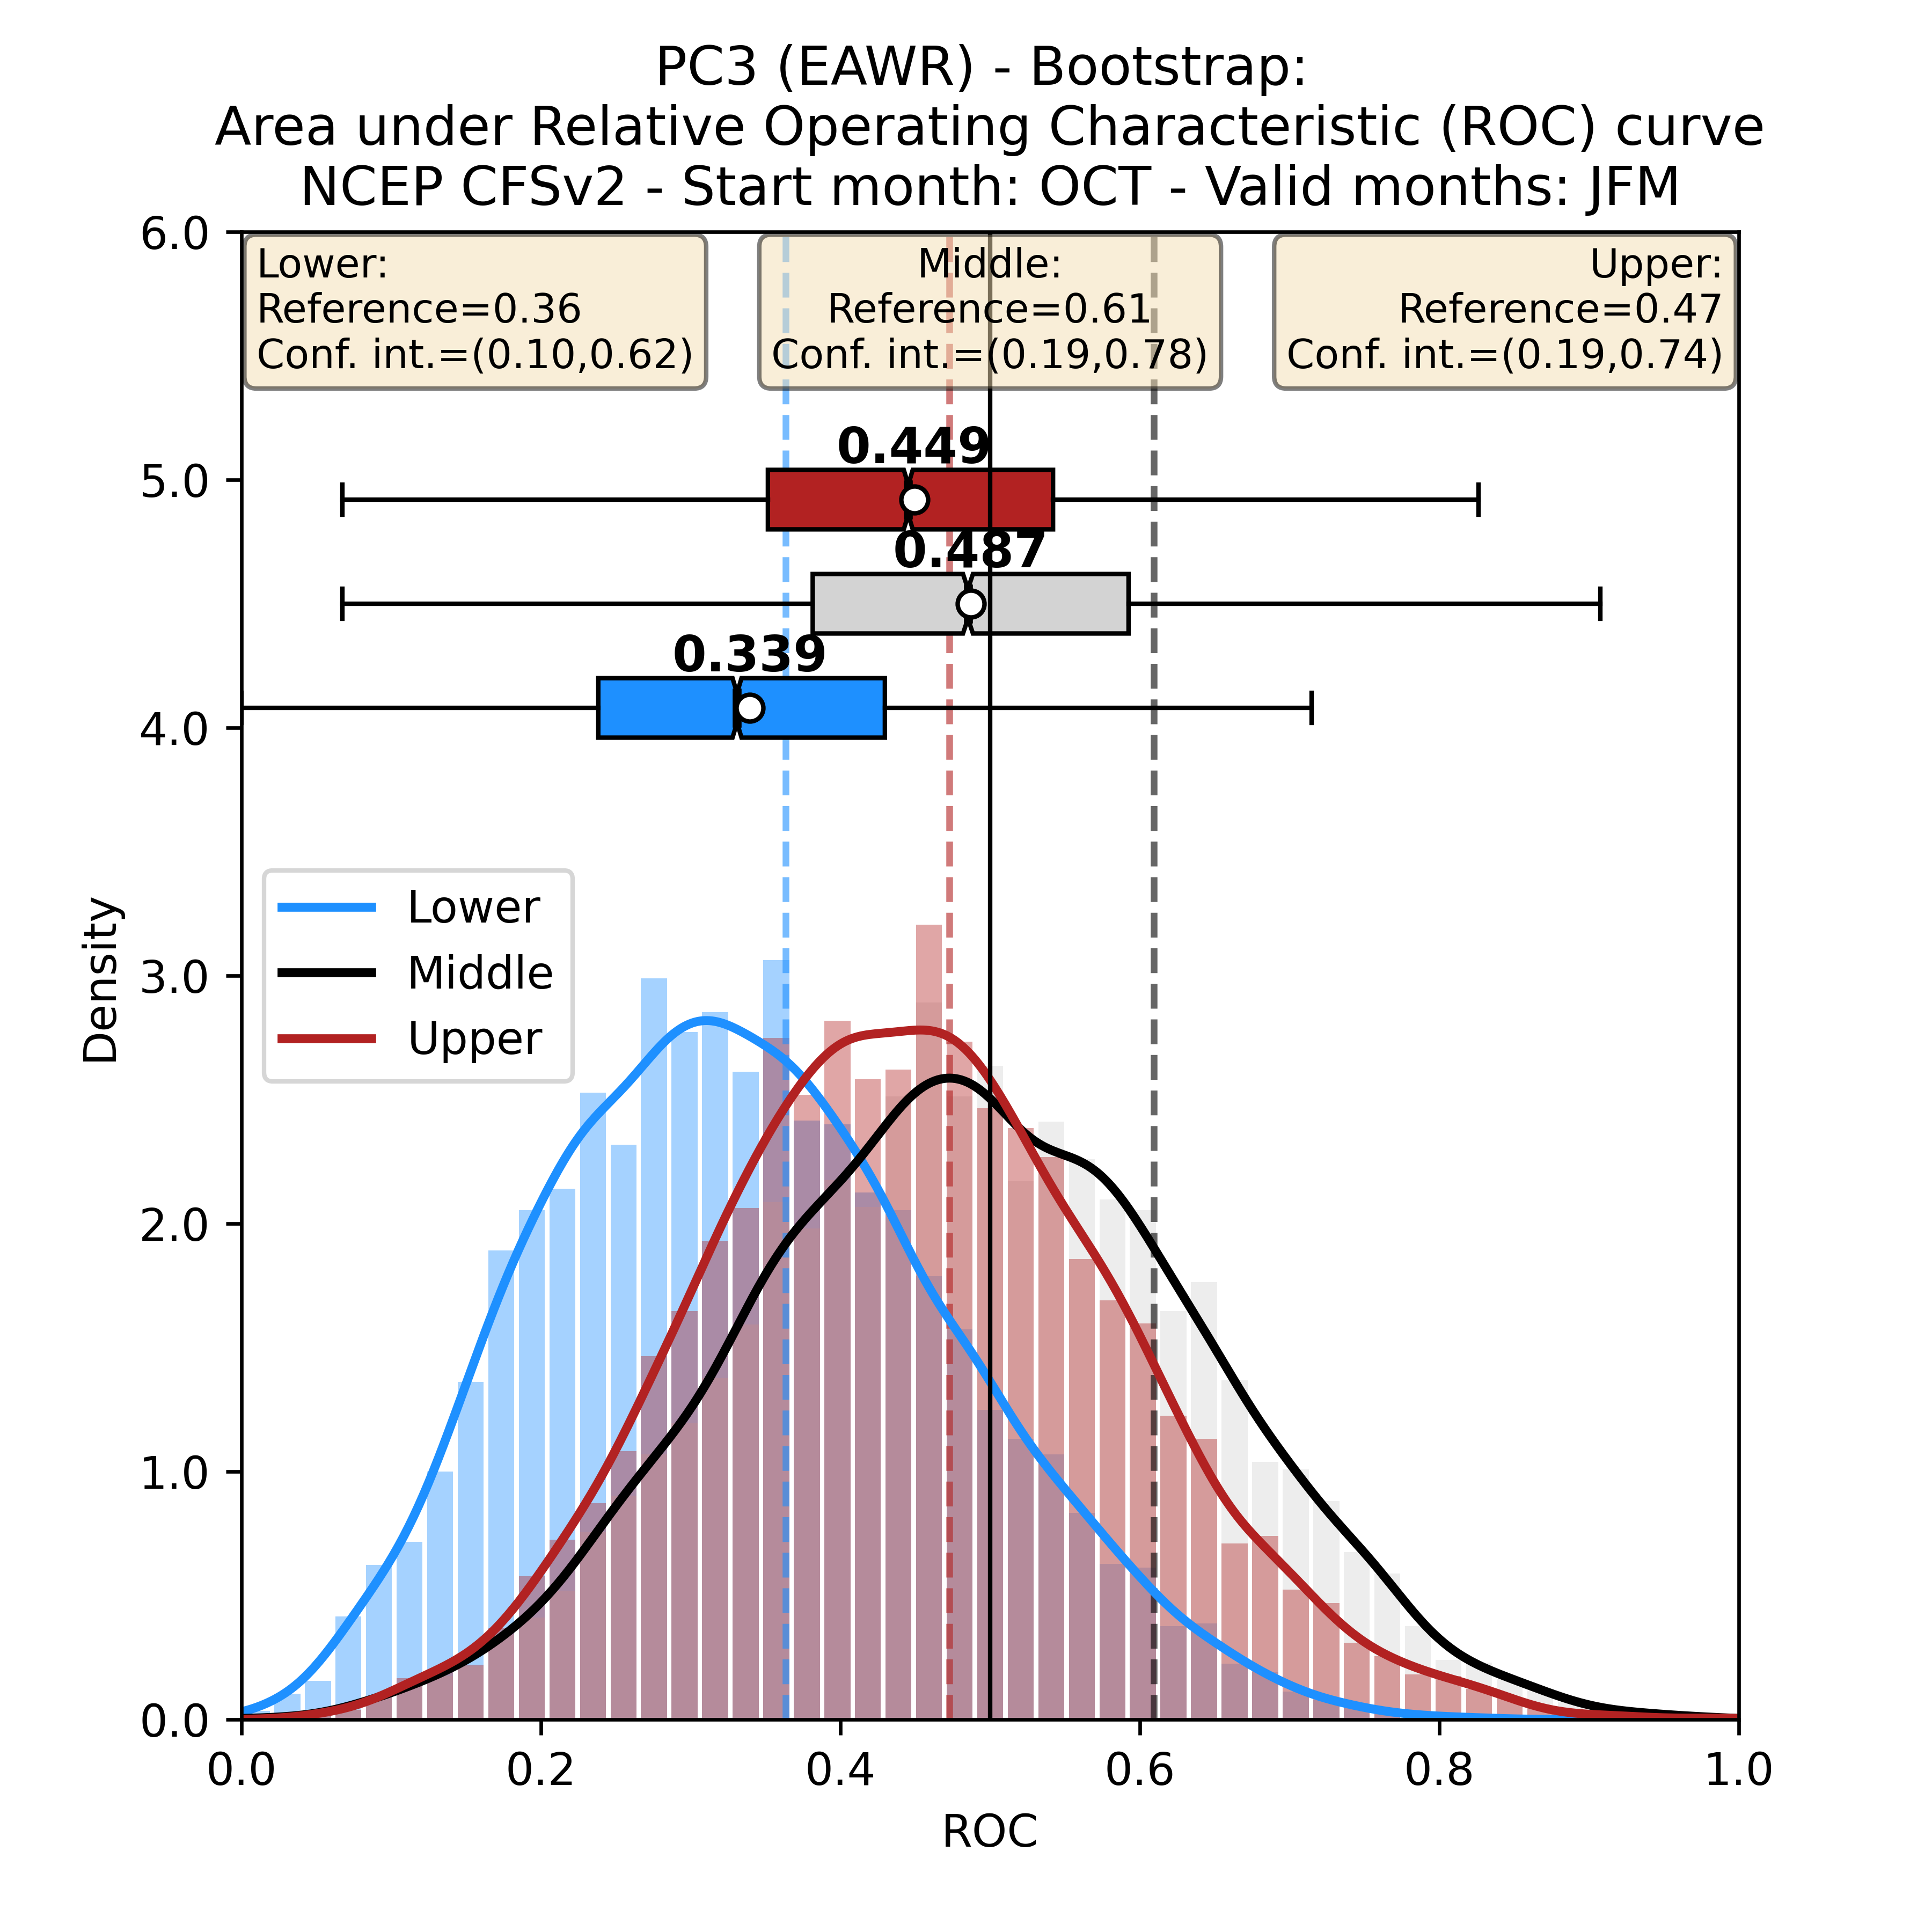 PC3 (EAWR) - Bootstrap:
Area under Relative Operating Characteristic (ROC) curve
NCEP CFSv2 - Start month: OCT - Valid months: JFM
6.0
Lower:
Reference=0.36
Conf. int.=(0.10,0.62)
Middle:
Reference=0.61
Conf. int.=(0.19,0.78)
Upper:
Reference=0.47
Conf. int.=(0.19,0.74)
0.449
5.0
0.487
0.339
4.0
Lower
Middle
Upper
Density
3.0
2.0
1.0
0.0
0.0 0.2 0.4 0.6 0.8 1.0
ROC